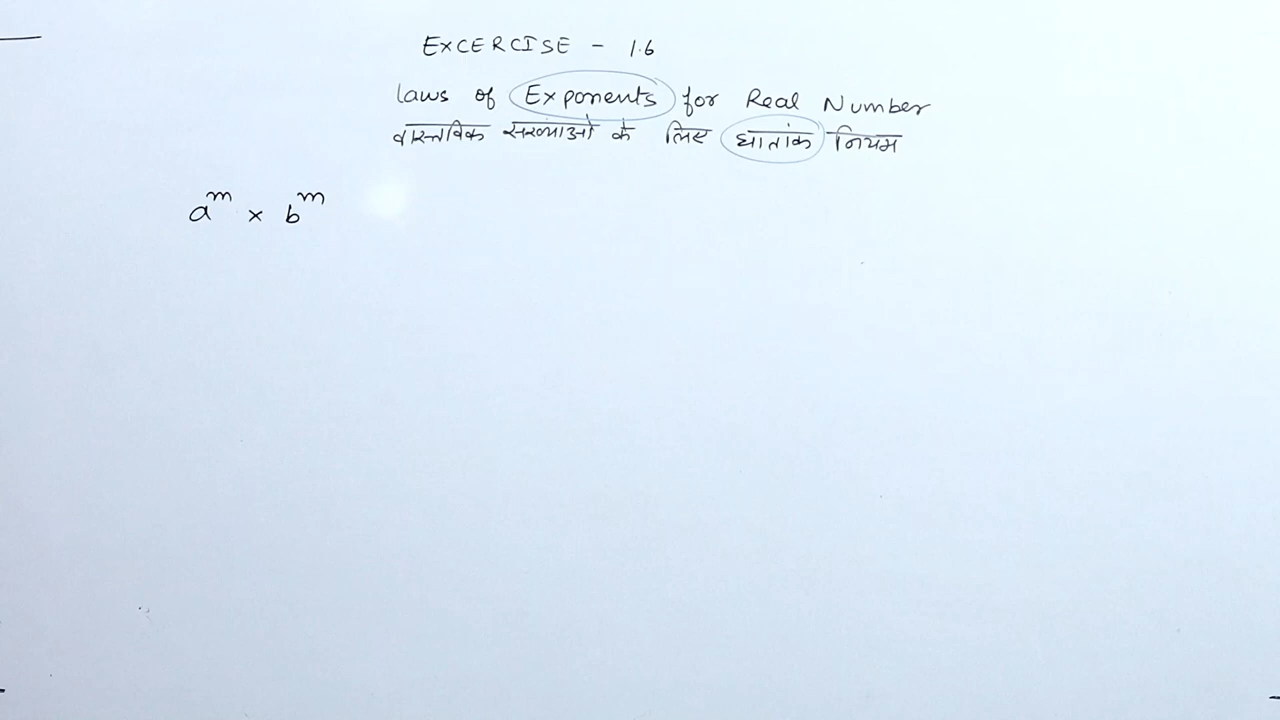 EXCERCISE - 1.6
laws of Exponents for Real Number
वास्तविक संख्याओं के लिए घातांक नियम
a^m × b^m